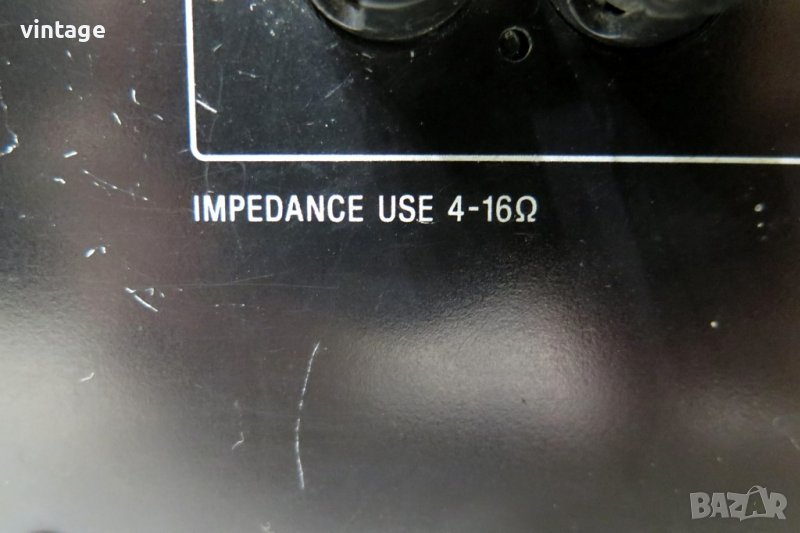 vintage
IMPEDANCE USE 4-16Ω
BAZAR